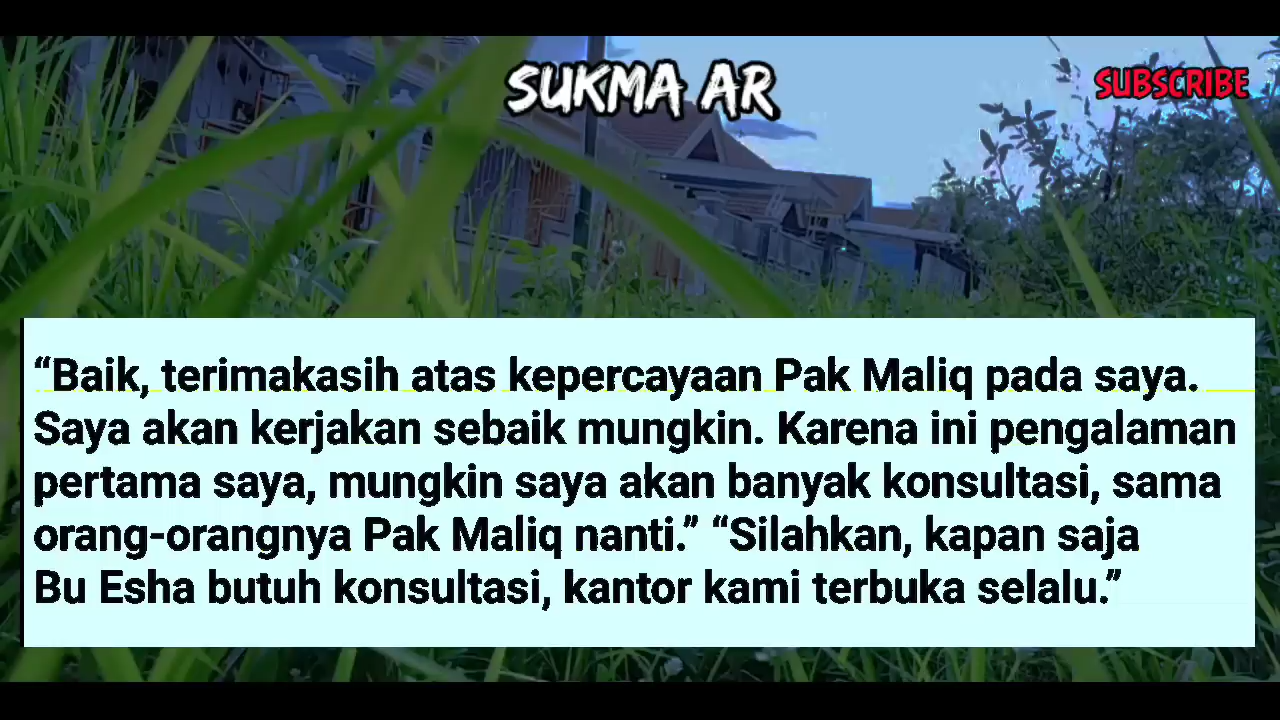 SUKMA AR
SUBSCRIBE
“Baik, terimakasih atas kepercayaan Pak Maliq pada saya.
Saya akan kerjakan sebaik mungkin. Karena ini pengalaman
pertama saya, mungkin saya akan banyak konsultasi, sama
orang-orangnya Pak Maliq nanti.” “Silahkan, kapan saja
Bu Esha butuh konsultasi, kantor kami terbuka selalu.”